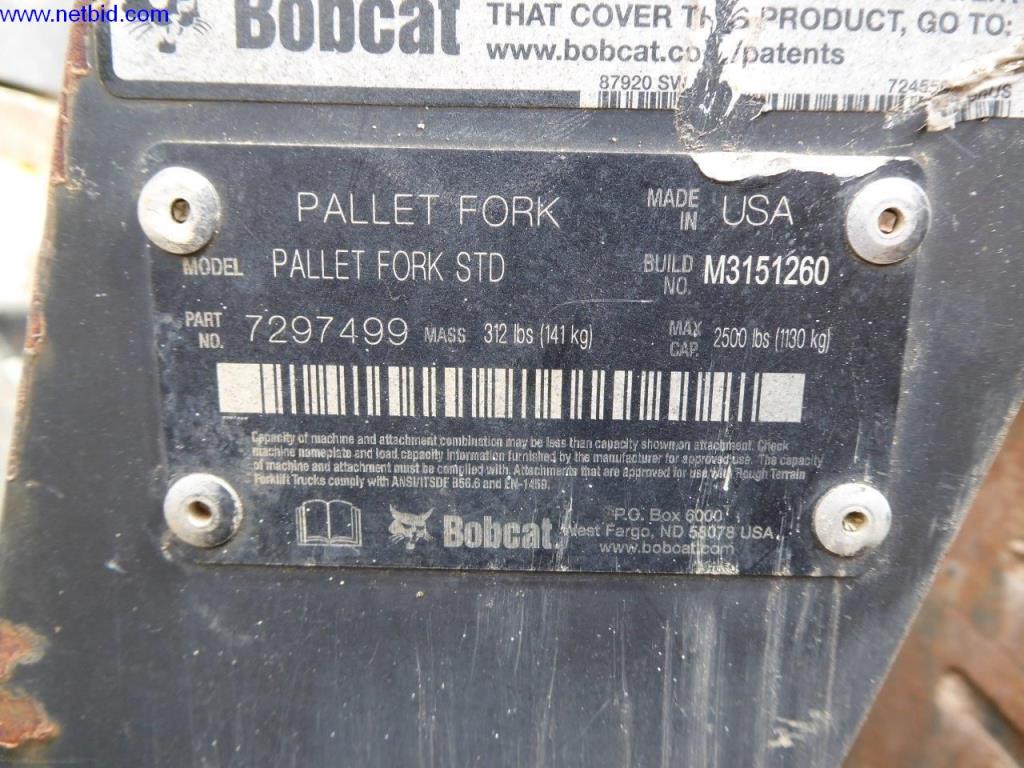 www.netbid.com
Bobcat
THAT COVER THIS PRODUCT, GO TO:
www.bobcat.com/patents
87920 SW
PALLET FORK
MADE IN USA
MODEL PALLET FORK STD
BUILD NO. M3151260
PART NO. 7297499 MASS 312 lbs (141 kg)
MAX CAP. 2500 lbs (1130 kg)
Capacity of machine and attachment combination may be less than capacity shown on attachment. Check
machine nameplate and load capacity information furnished by the manufacturer for approved use. The capacity
of machine and attachment must be complied with. Attachments that are approved for use with Rough Terrain
Forklift Trucks comply with ANSI/ITSDF B56.6 and EN-1459.
Bobcat
P.O. Box 6000
West Fargo, ND 58078 USA
www.bobcat.com